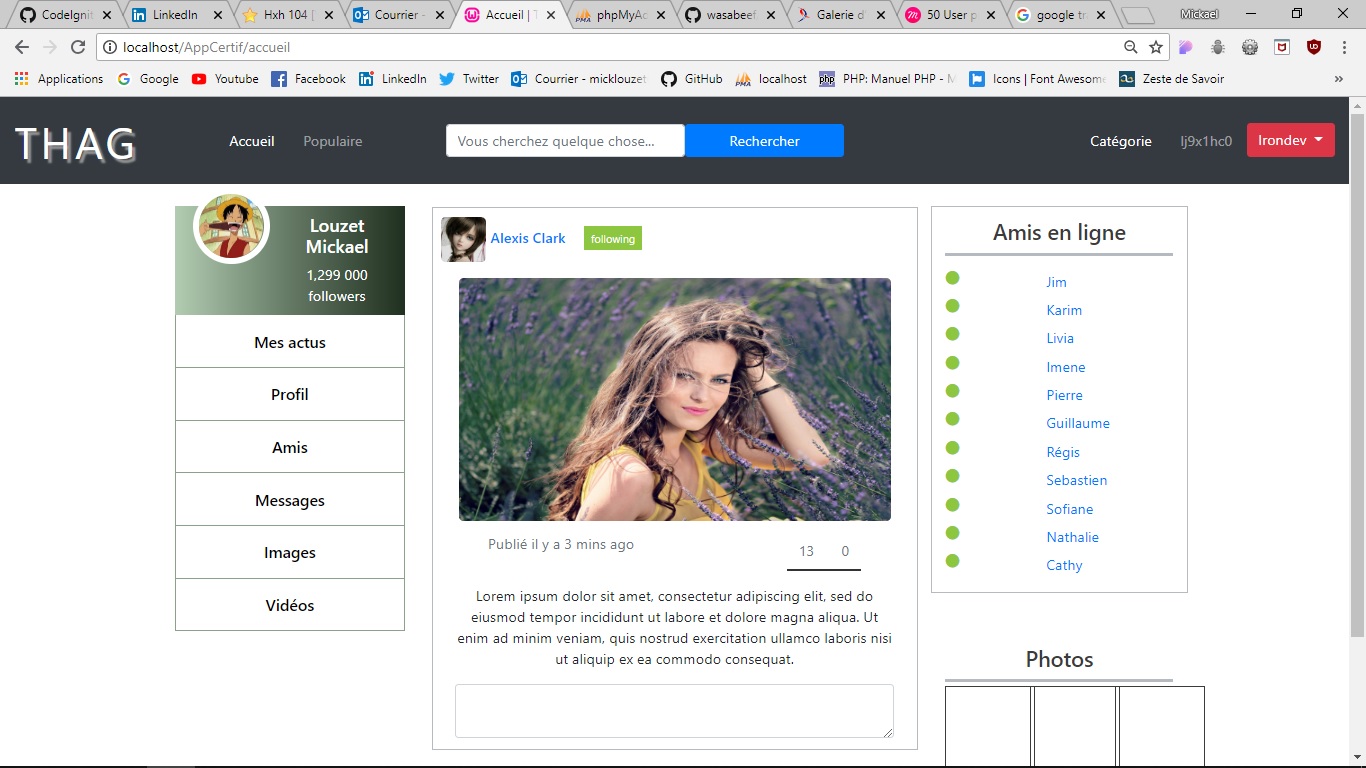 CodeIgnit
LinkedIn
Hxh 104 [
Courrier -
Accueil | T
phpMyAd
wasabeef
Galerie d'
50 User p
google tra
Mickael
localhost/AppCertif/accueil
Applications
Google
Youtube
Facebook
LinkedIn
Twitter
Courrier - micklouzet
GitHub
localhost
PHP: Manuel PHP - M
Icons | Font Awesome
Zeste de Savoir
THAG
Accueil
Populaire
Vous cherchez quelque chose...
Rechercher
Catégorie
lj9x1hc0
Irondev
Louzet
Mickael
1,299 000
followers
Mes actus
Profil
Amis
Messages
Images
Vidéos
Alexis Clark
following
Publié il y a 3 mins ago
13
0
Lorem ipsum dolor sit amet, consectetur adipiscing elit, sed do
eiusmod tempor incididunt ut labore et dolore magna aliqua. Ut
enim ad minim veniam, quis nostrud exercitation ullamco laboris nisi
ut aliquip ex ea commodo consequat.
Amis en ligne
Jim
Karim
Livia
Imene
Pierre
Guillaume
Régis
Sebastien
Sofiane
Nathalie
Cathy
Photos